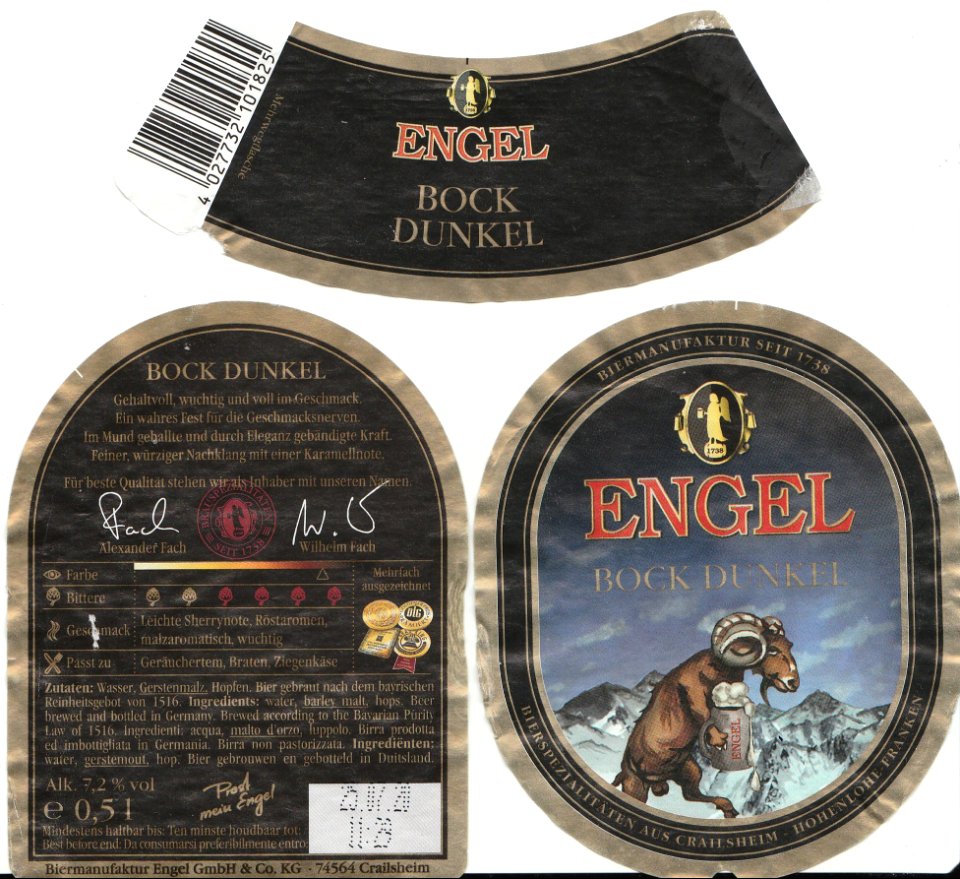 4 027732 101825
Mehrwegflasche
1738
ENGEL
BOCK
DUNKEL
BOCK DUNKEL
Gehaltvoll, wuchtig und voll im Geschmack.
Ein wahres Fest für die Geschmacksnerven.
Im Mund geballte und durch Eleganz gebändigte Kraft.
Feiner, würziger Nachklang mit einer Karamellnote.
Für beste Qualität stehen wir als Inhaber mit unseren Namen.
BRAUSPEZIALITÄTEN
SEIT 1738
Alexander Fach
Wilhelm Fach
Farbe
Bittere
Geschmack
Leichte Sherrynote, Röstaromen,
malzaromatisch, wuchtig
Passt zu
Geräuchertem, Braten, Ziegenkäse
Mehrfach
ausgezeichnet
DLG
Zutaten: Wasser, Gerstenmalz, Hopfen. Bier gebraut nach dem bayrischen
Reinheitsgebot von 1516. Ingredients: water, barley malt, hops. Beer
brewed and bottled in Germany. Brewed according to the Bavarian Purity
Law of 1516. Ingredienti: acqua, malto d'orzo, luppolo. Birra prodotta
ed imbottigliata in Germania. Birra non pastorizzata. Ingrediënten:
water, gerstemout, hop. Bier gebrouwen en gebotteld in Duitsland.
Alk. 7,2 % vol
e 0,5 l
Prost
mein Engel
25.07.20
11:29
Mindestens haltbar bis: Ten minste houdbaar tot:
Best before end: Da consumarsi preferibilmente entro:
Biermanufaktur Engel GmbH & Co. KG · 74564 Crailsheim
BIERMANUFAKTUR SEIT 1738
1738
ENGEL
BOCK DUNKEL
ENGEL
BIERSPEZIALITÄTEN AUS CRAILSHEIM · HOHENLOHE FRANKEN